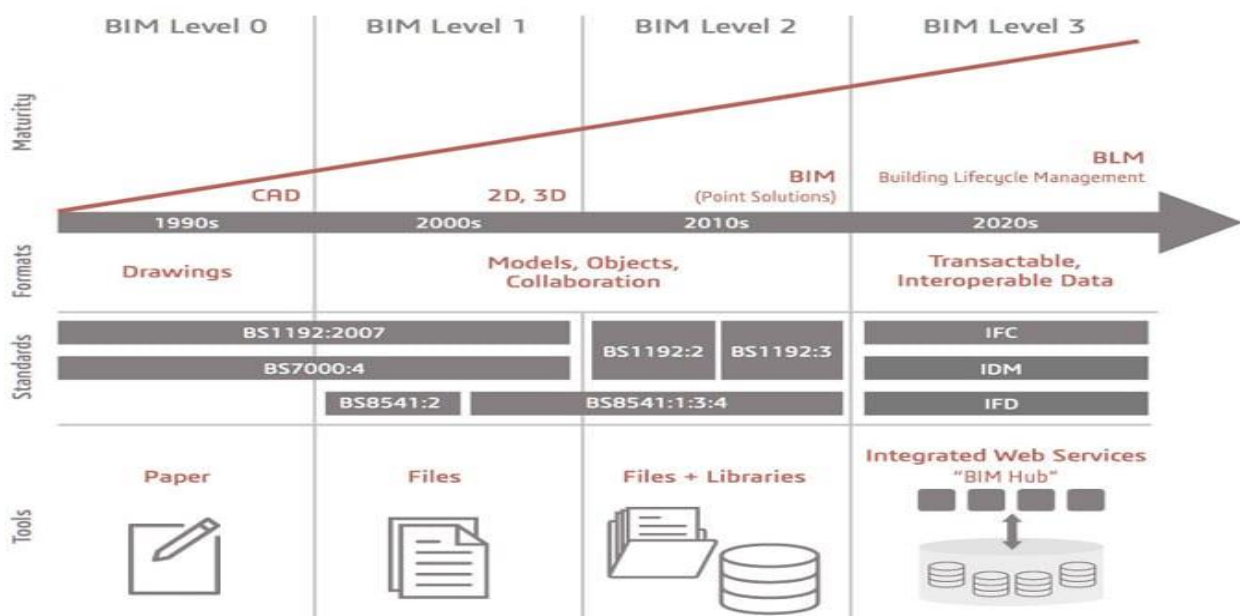 BIM Level 0
BIM Level 1
BIM Level 2
BIM Level 3
Maturity
CAD
2D, 3D
BIM
(Point Solutions)
BLM
Building Lifecycle Management
1990s
2000s
2010s
2020s
Formats
Drawings
Models, Objects,
Collaboration
Transactable,
Interoperable Data
Standards
BS1192:2007
BS7000:4
BS8541:2
BS8541:1:3:4
BS1192:2
BS1192:3
IFC
IDM
IFD
Tools
Paper
Files
Files + Libraries
Integrated Web Services
"BIM Hub"